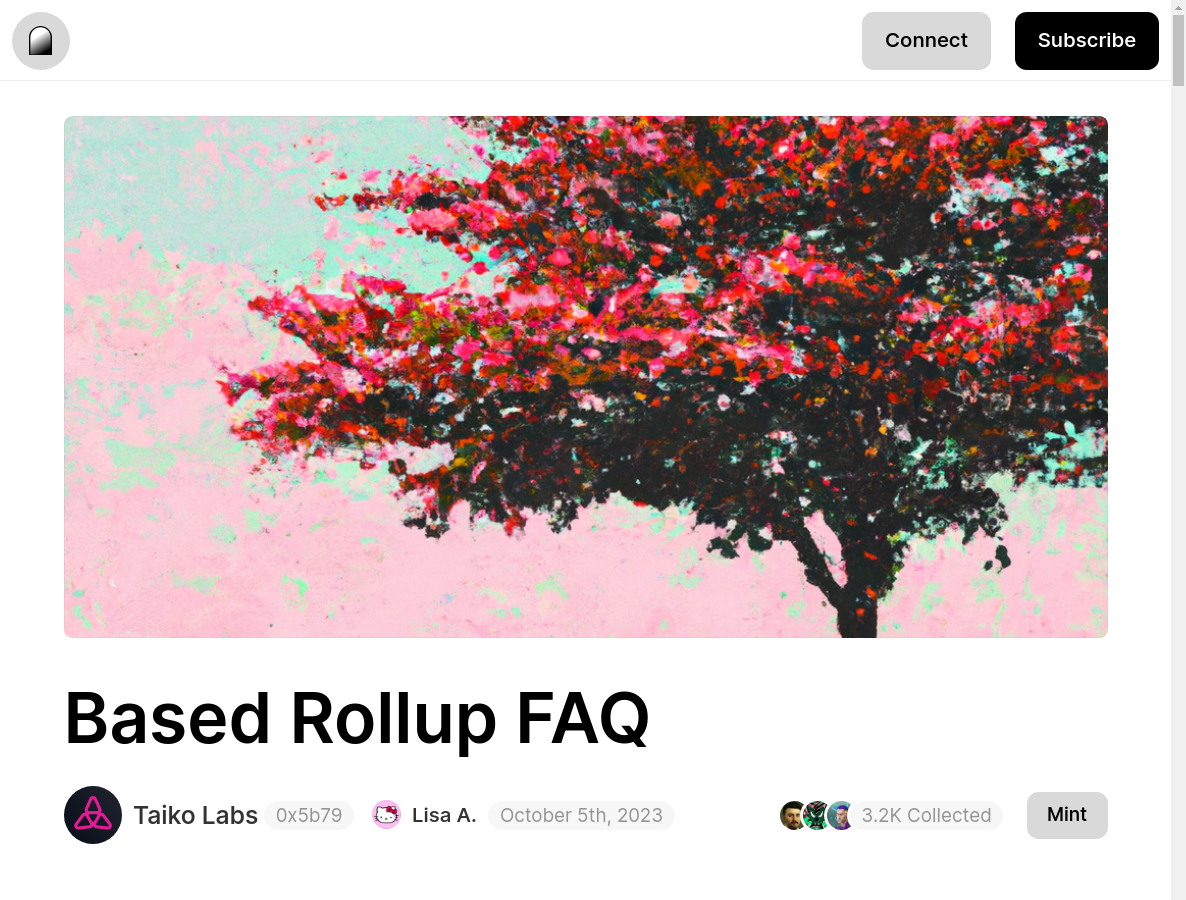 Connect
Subscribe
Based Rollup FAQ
Taiko Labs 0x5b79 Lisa A. October 5th, 2023 3.2K Collected Mint